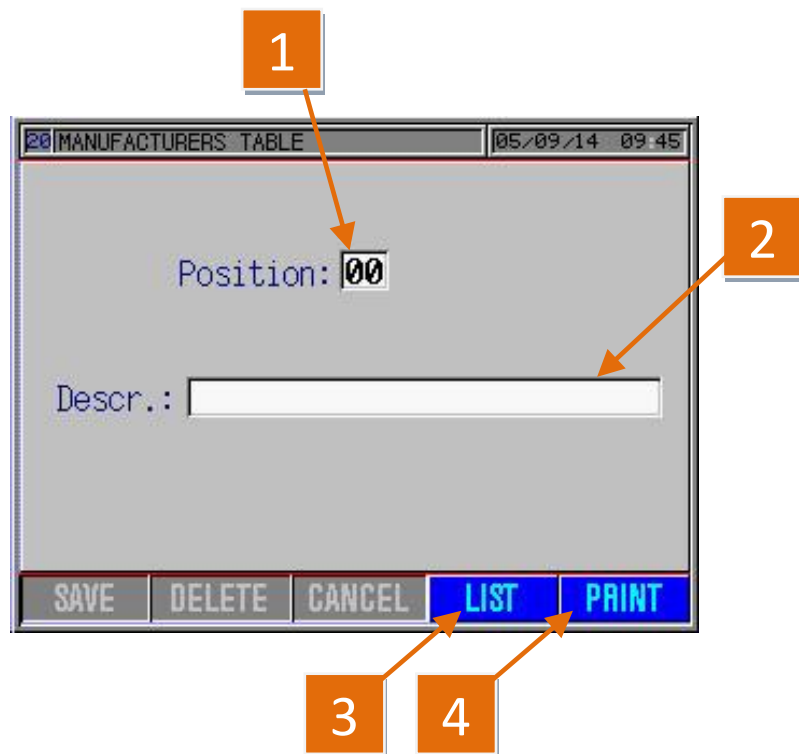 1
20 MANUFACTURERS TABLE 05/09/14 09:45
2
Position: 00
Descr.:
SAVE DELETE CANCEL LIST PRINT
3 4